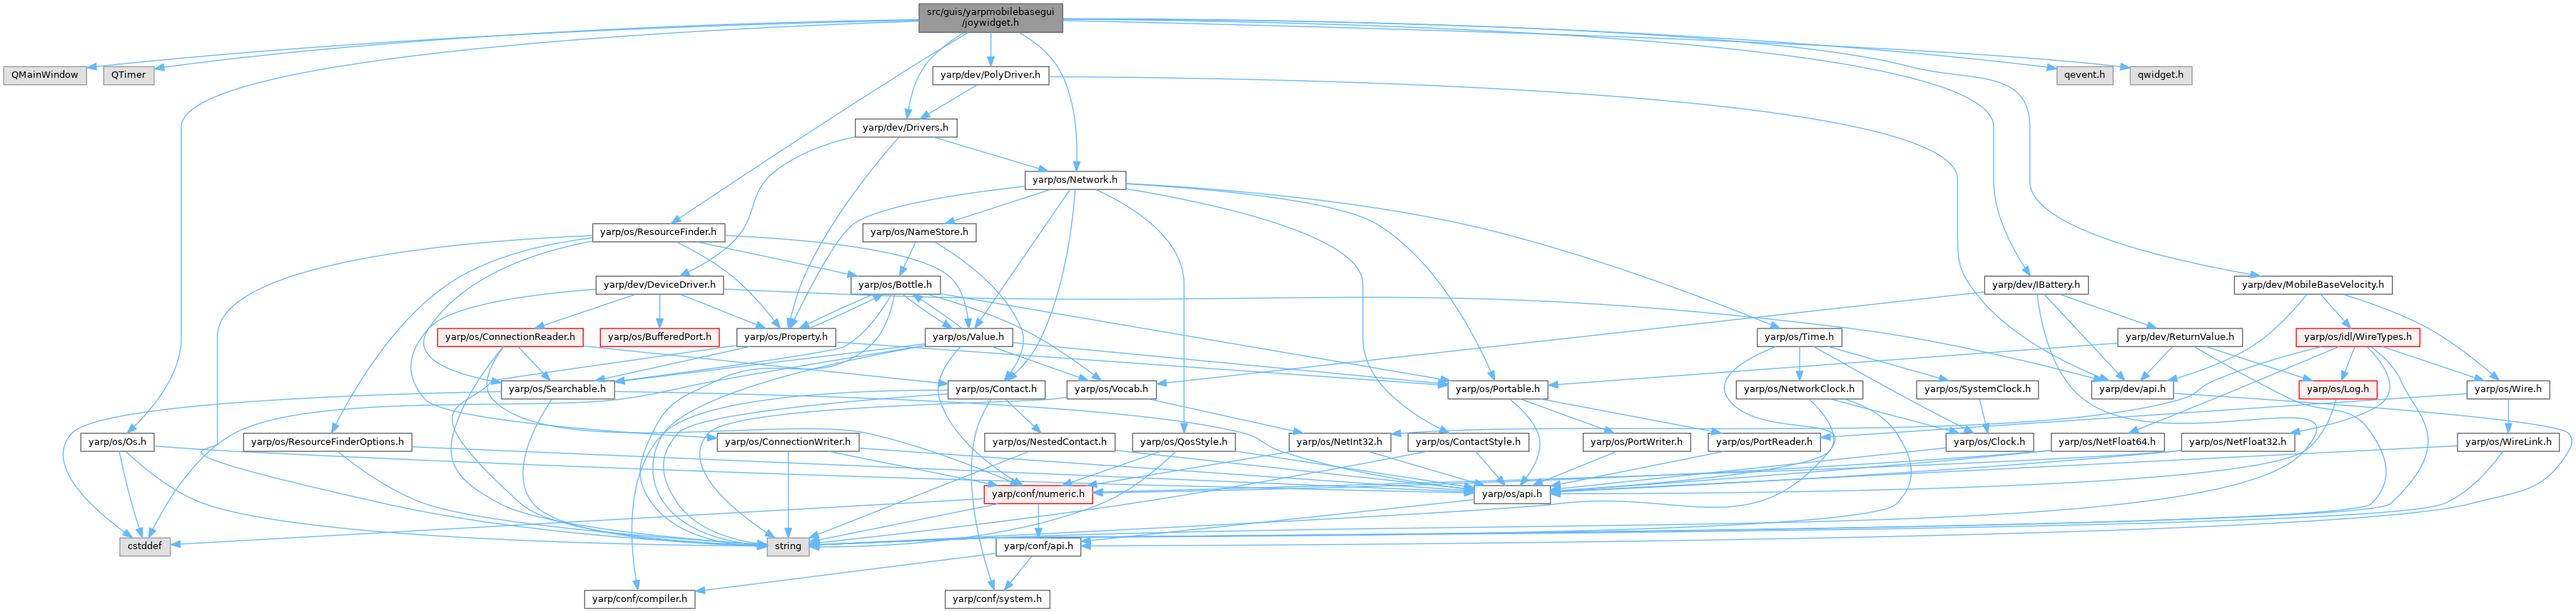 src/guis/yarpmobilebasegui
/joywidget.h
QMainWindow
QTimer
yarp/dev/PolyDriver.h
qevent.h
qwidget.h
yarp/dev/Drivers.h
yarp/os/Network.h
yarp/os/ResourceFinder.h
yarp/os/NameStore.h
yarp/dev/DeviceDriver.h
yarp/os/Bottle.h
yarp/dev/IBattery.h
yarp/dev/MobileBaseVelocity.h
yarp/os/ConnectionReader.h
yarp/os/BufferedPort.h
yarp/os/Property.h
yarp/os/Value.h
yarp/os/Time.h
yarp/dev/ReturnValue.h
yarp/os/idl/WireTypes.h
yarp/os/Searchable.h
yarp/os/Contact.h
yarp/os/Vocab.h
yarp/os/Portable.h
yarp/os/NetworkClock.h
yarp/os/SystemClock.h
yarp/dev/api.h
yarp/os/Log.h
yarp/os/Wire.h
yarp/os/Os.h
yarp/os/ResourceFinderOptions.h
yarp/os/ConnectionWriter.h
yarp/os/NestedContact.h
yarp/os/QosStyle.h
yarp/os/NetInt32.h
yarp/os/ContactStyle.h
yarp/os/PortWriter.h
yarp/os/PortReader.h
yarp/os/Clock.h
yarp/os/NetFloat64.h
yarp/os/NetFloat32.h
yarp/os/WireLink.h
yarp/conf/numeric.h
yarp/os/api.h
cstddef
string
yarp/conf/api.h
yarp/conf/compiler.h
yarp/conf/system.h